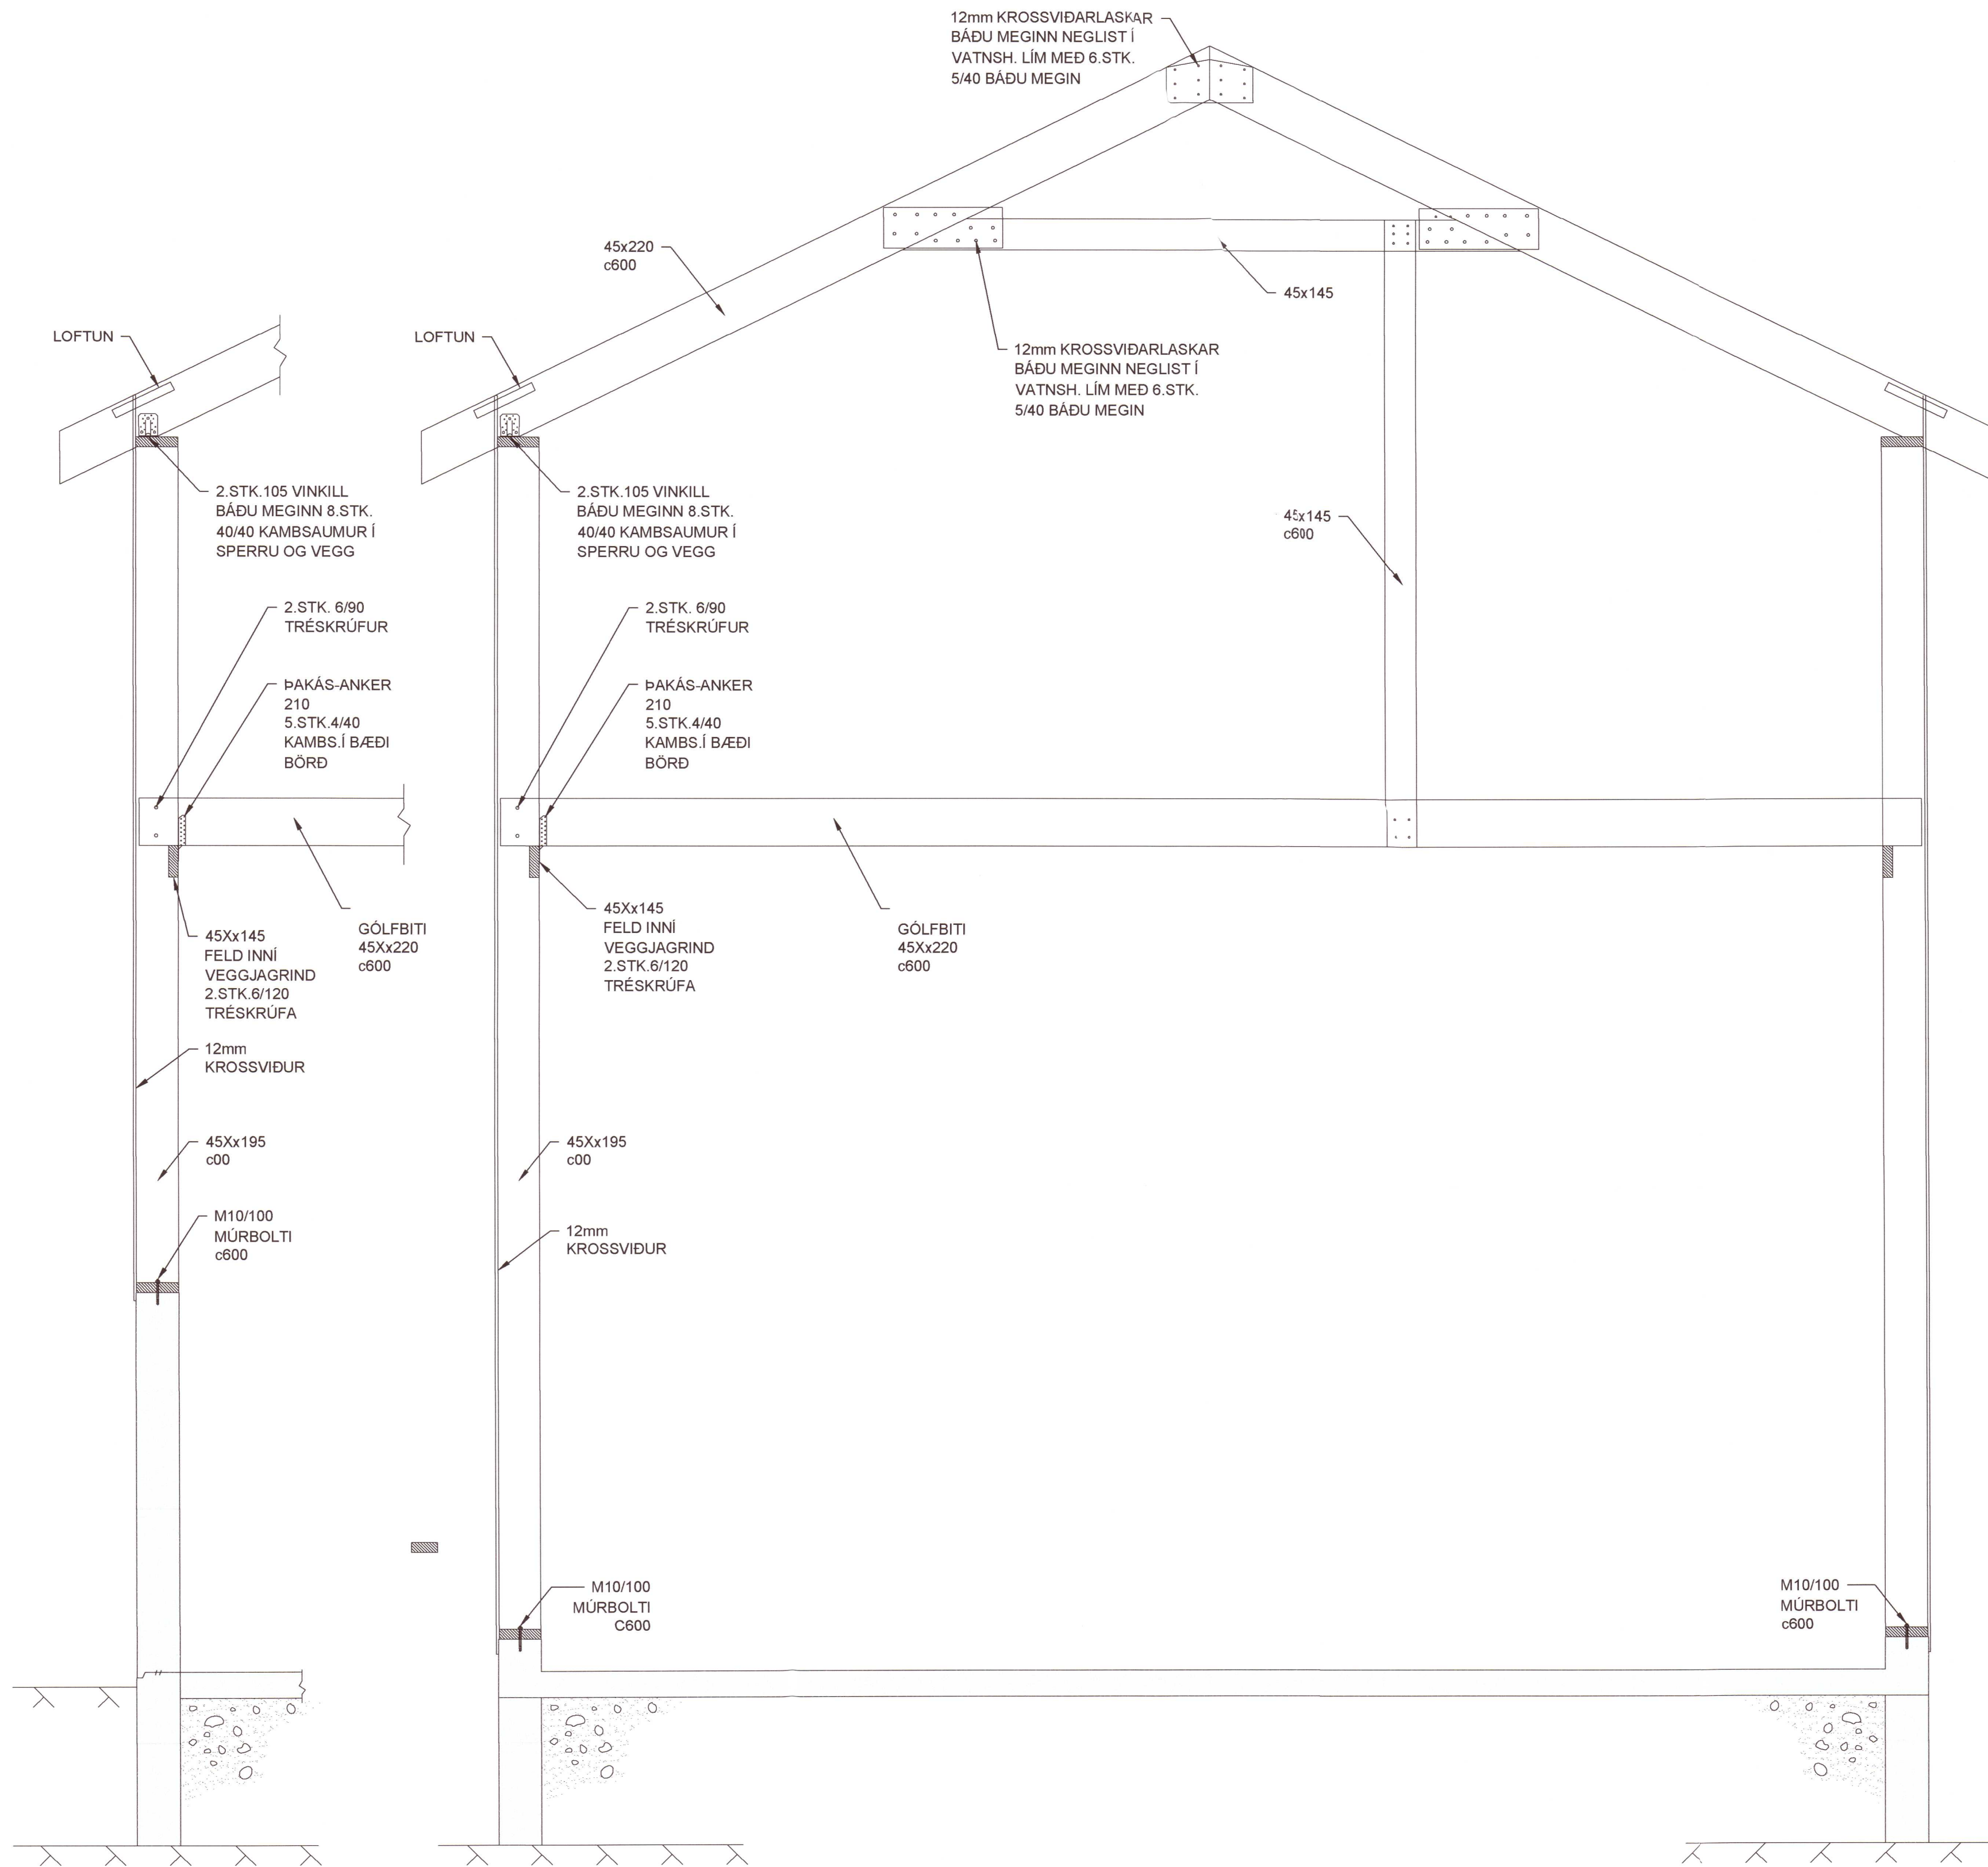 12mm KROSSVIÐARLASKAR
BÁÐU MEGINN NEGLIST Í
VATNSH. LÍM MEÐ 6.STK.
5/40 BÁÐU MEGIN
45x220
c600
45x145
12mm KROSSVIÐARLASKAR
BÁÐU MEGINN NEGLIST Í
VATNSH. LÍM MEÐ 6.STK.
5/40 BÁÐU MEGIN
45x145
c600
LOFTUN
2.STK.105 VINKILL
BÁÐU MEGINN 8.STK.
40/40 KAMBSAUMUR Í
SPERRU OG VEGG
2.STK. 6/90
TRÉSKRÚFUR
ÞAKÁS-ANKER
210
5.STK.4/40
KAMBS.Í BÆÐI
BÖRÐ
GÓLFBITI
45Xx220
c600
45Xx145
FELD INNÍ
VEGGJAGRIND
2.STK.6/120
TRÉSKRÚFA
12mm
KROSSVIÐUR
45Xx195
c00
M10/100
MÚRBOLTI
c600
LOFTUN
2.STK.105 VINKILL
BÁÐU MEGINN 8.STK.
40/40 KAMBSAUMUR Í
SPERRU OG VEGG
2.STK. 6/90
TRÉSKRÚFUR
ÞAKÁS-ANKER
210
5.STK.4/40
KAMBS.Í BÆÐI
BÖRÐ
45Xx145
FELD INNÍ
VEGGJAGRIND
2.STK.6/120
TRÉSKRÚFA
GÓLFBITI
45Xx220
c600
45Xx195
c00
12mm
KROSSVIÐUR
M10/100
MÚRBOLTI
C600
M10/100
MÚRBOLTI
c600